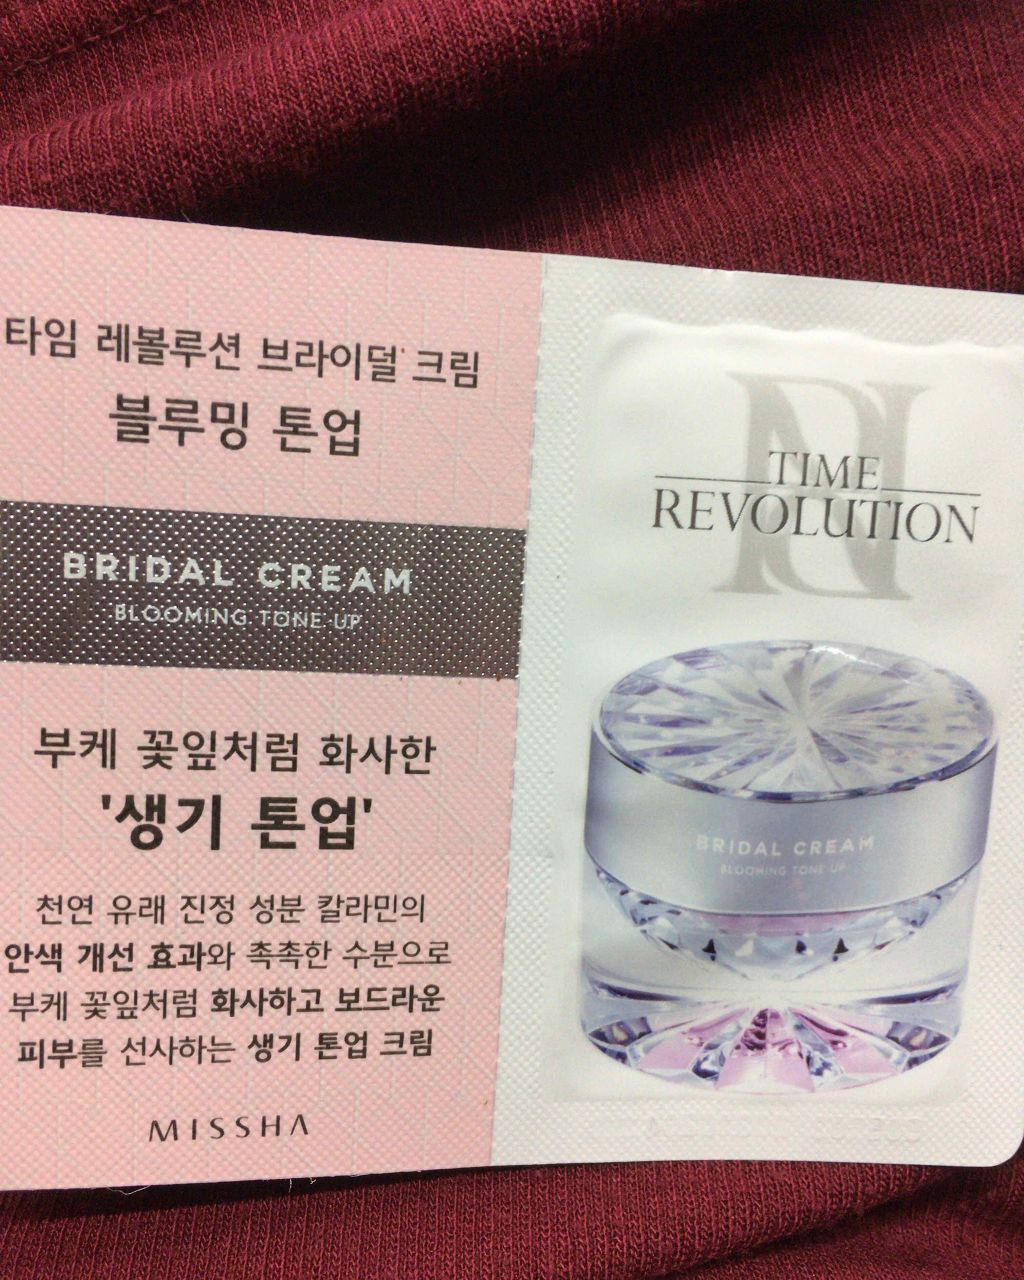 타임 레볼루션 브라이덜 크림
블루밍 톤업
BRIDAL CREAM
BLOOMING TONE UP
부케 꽃잎처럼 화사한
'생기 톤업'
천연 유래 진정 성분 칼라민의
안색 개선 효과와 촉촉한 수분으로
부케 꽃잎처럼 화사하고 보드라운
피부를 선사하는 생기 톤업 크림
MISSHA
TIME
REVOLUTION
BRIDAL CREAM
BLOOMING TONE UP